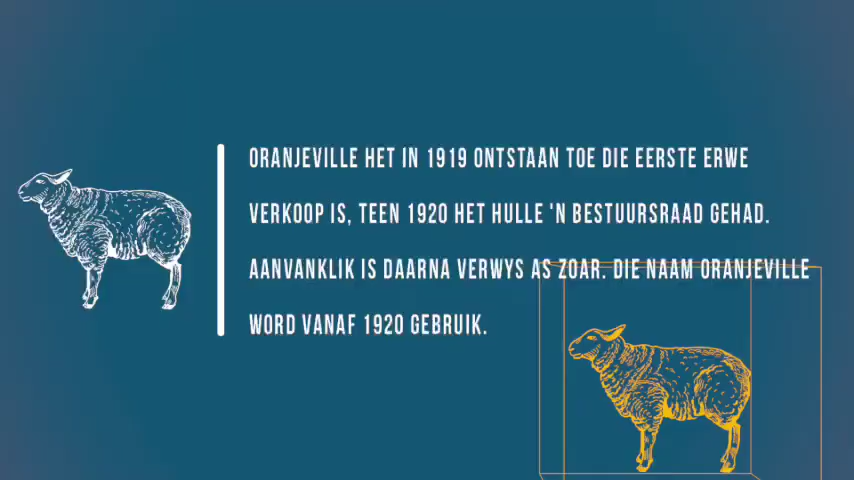 ORANJEVILLE HET IN 1919 ONTSTAAN TOE DIE EERSTE ERWE
VERKOOP IS, TEEN 1920 HET HULLE 'N BESTUURSRAAD GEHAD.
AANVANKLIK IS DAARNA VERWYS AS ZOAR. DIE NAAM ORANJEVILLE
WORD VANAF 1920 GEBRUIK.